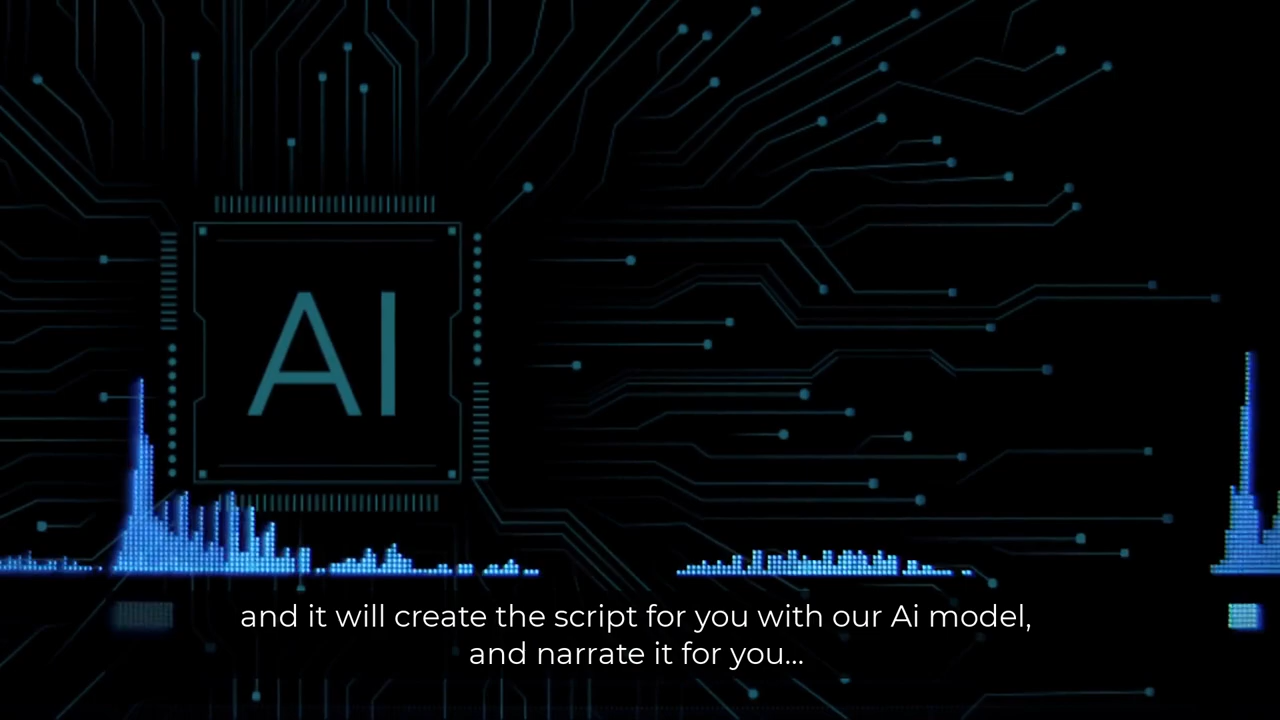 AI
and it will create the script for you with our Ai model,
and narrate it for you...